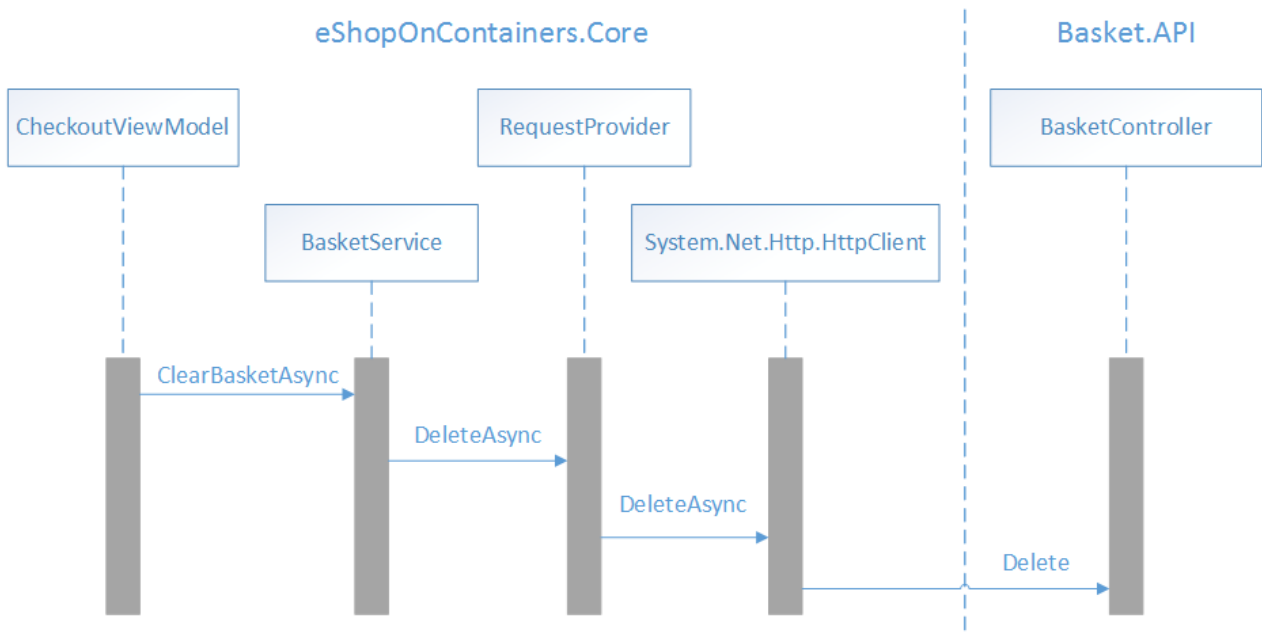 eShopOnContainers.Core
Basket.API
CheckoutViewModel
RequestProvider
BasketController
BasketService
System.Net.Http.HttpClient
ClearBasketAsync
DeleteAsync
DeleteAsync
Delete